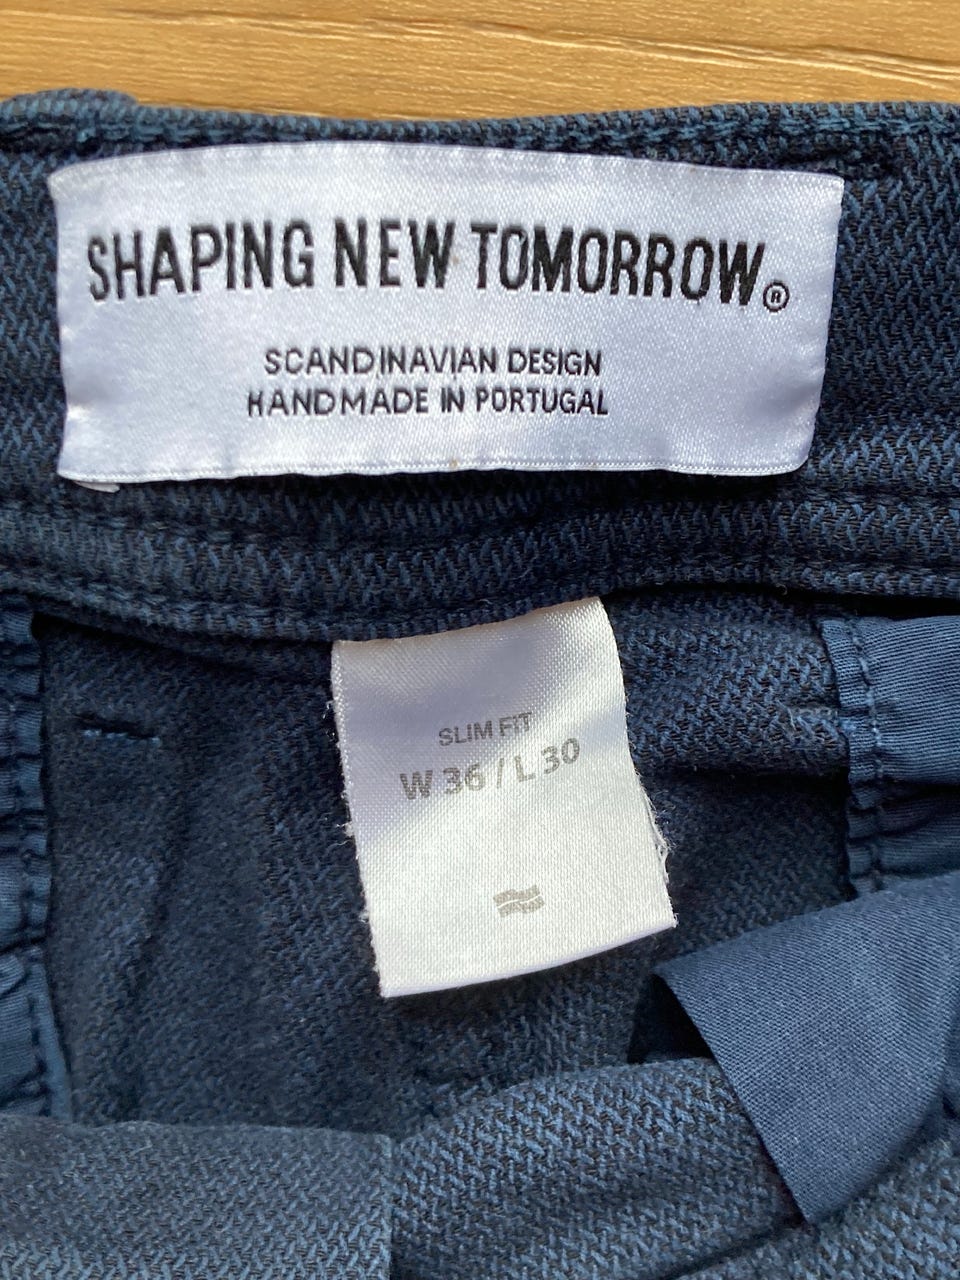 SHAPING NEW TOMORROW®
SCANDINAVIAN DESIGN
HANDMADE IN PORTUGAL
SLIM FIT
W 36 / L 30